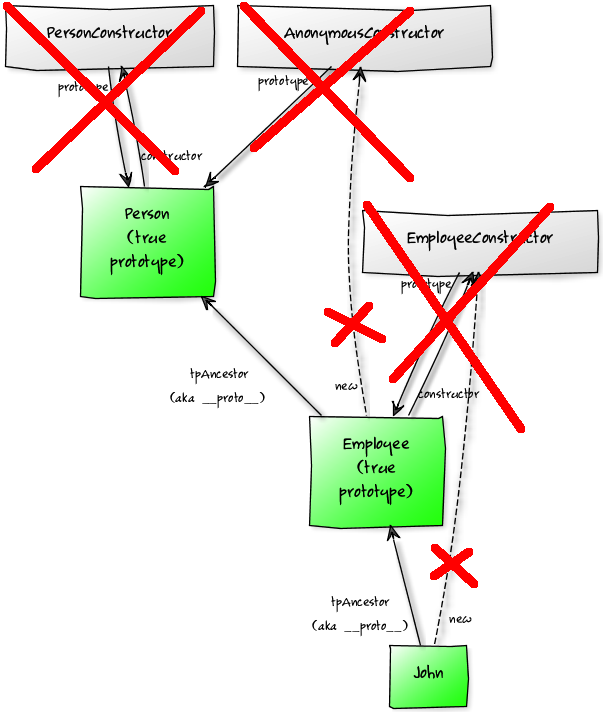 PersonConstructor
AnonymousConstructor
prototype
prototype
constructor
Person
(true
prototype)
EmployeeConstructor
prototype
tpAncestor
(aka __proto__)
new
constructor
Employee
(true
prototype)
tpAncestor
(aka __proto__)
new
John